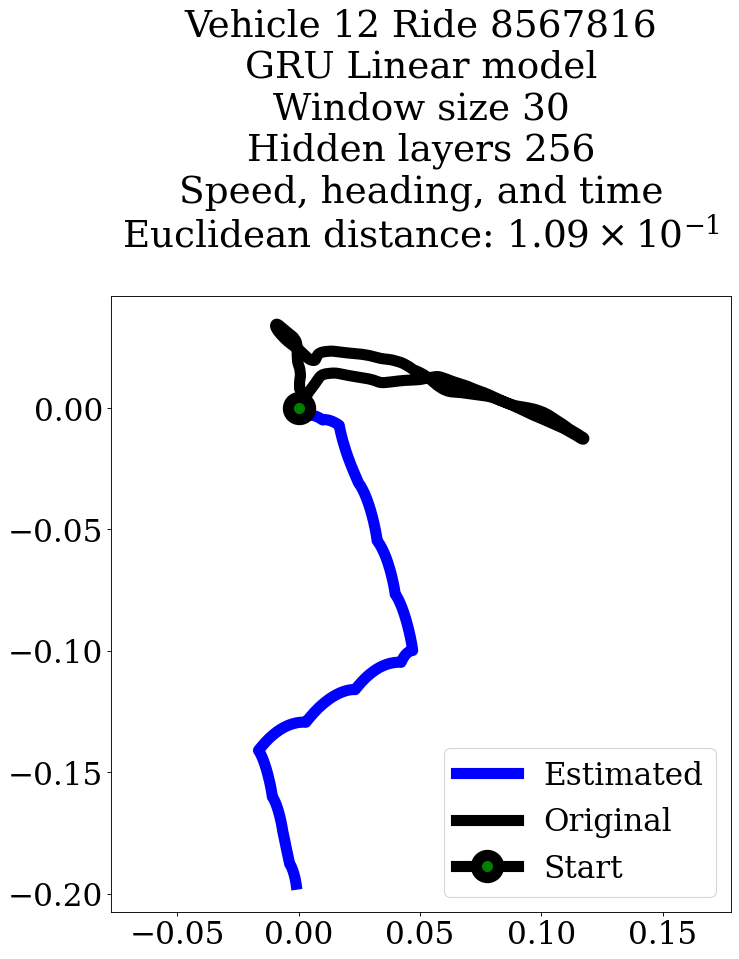 Vehicle 12 Ride 8567816
GRU Linear model
Window size 30
Hidden layers 256
Speed, heading, and time
Euclidean distance: 1.09 × 10⁻¹
0.00
−0.05
−0.10
−0.15
−0.20
Estimated
Original
Start
−0.05 0.00 0.05 0.10 0.15